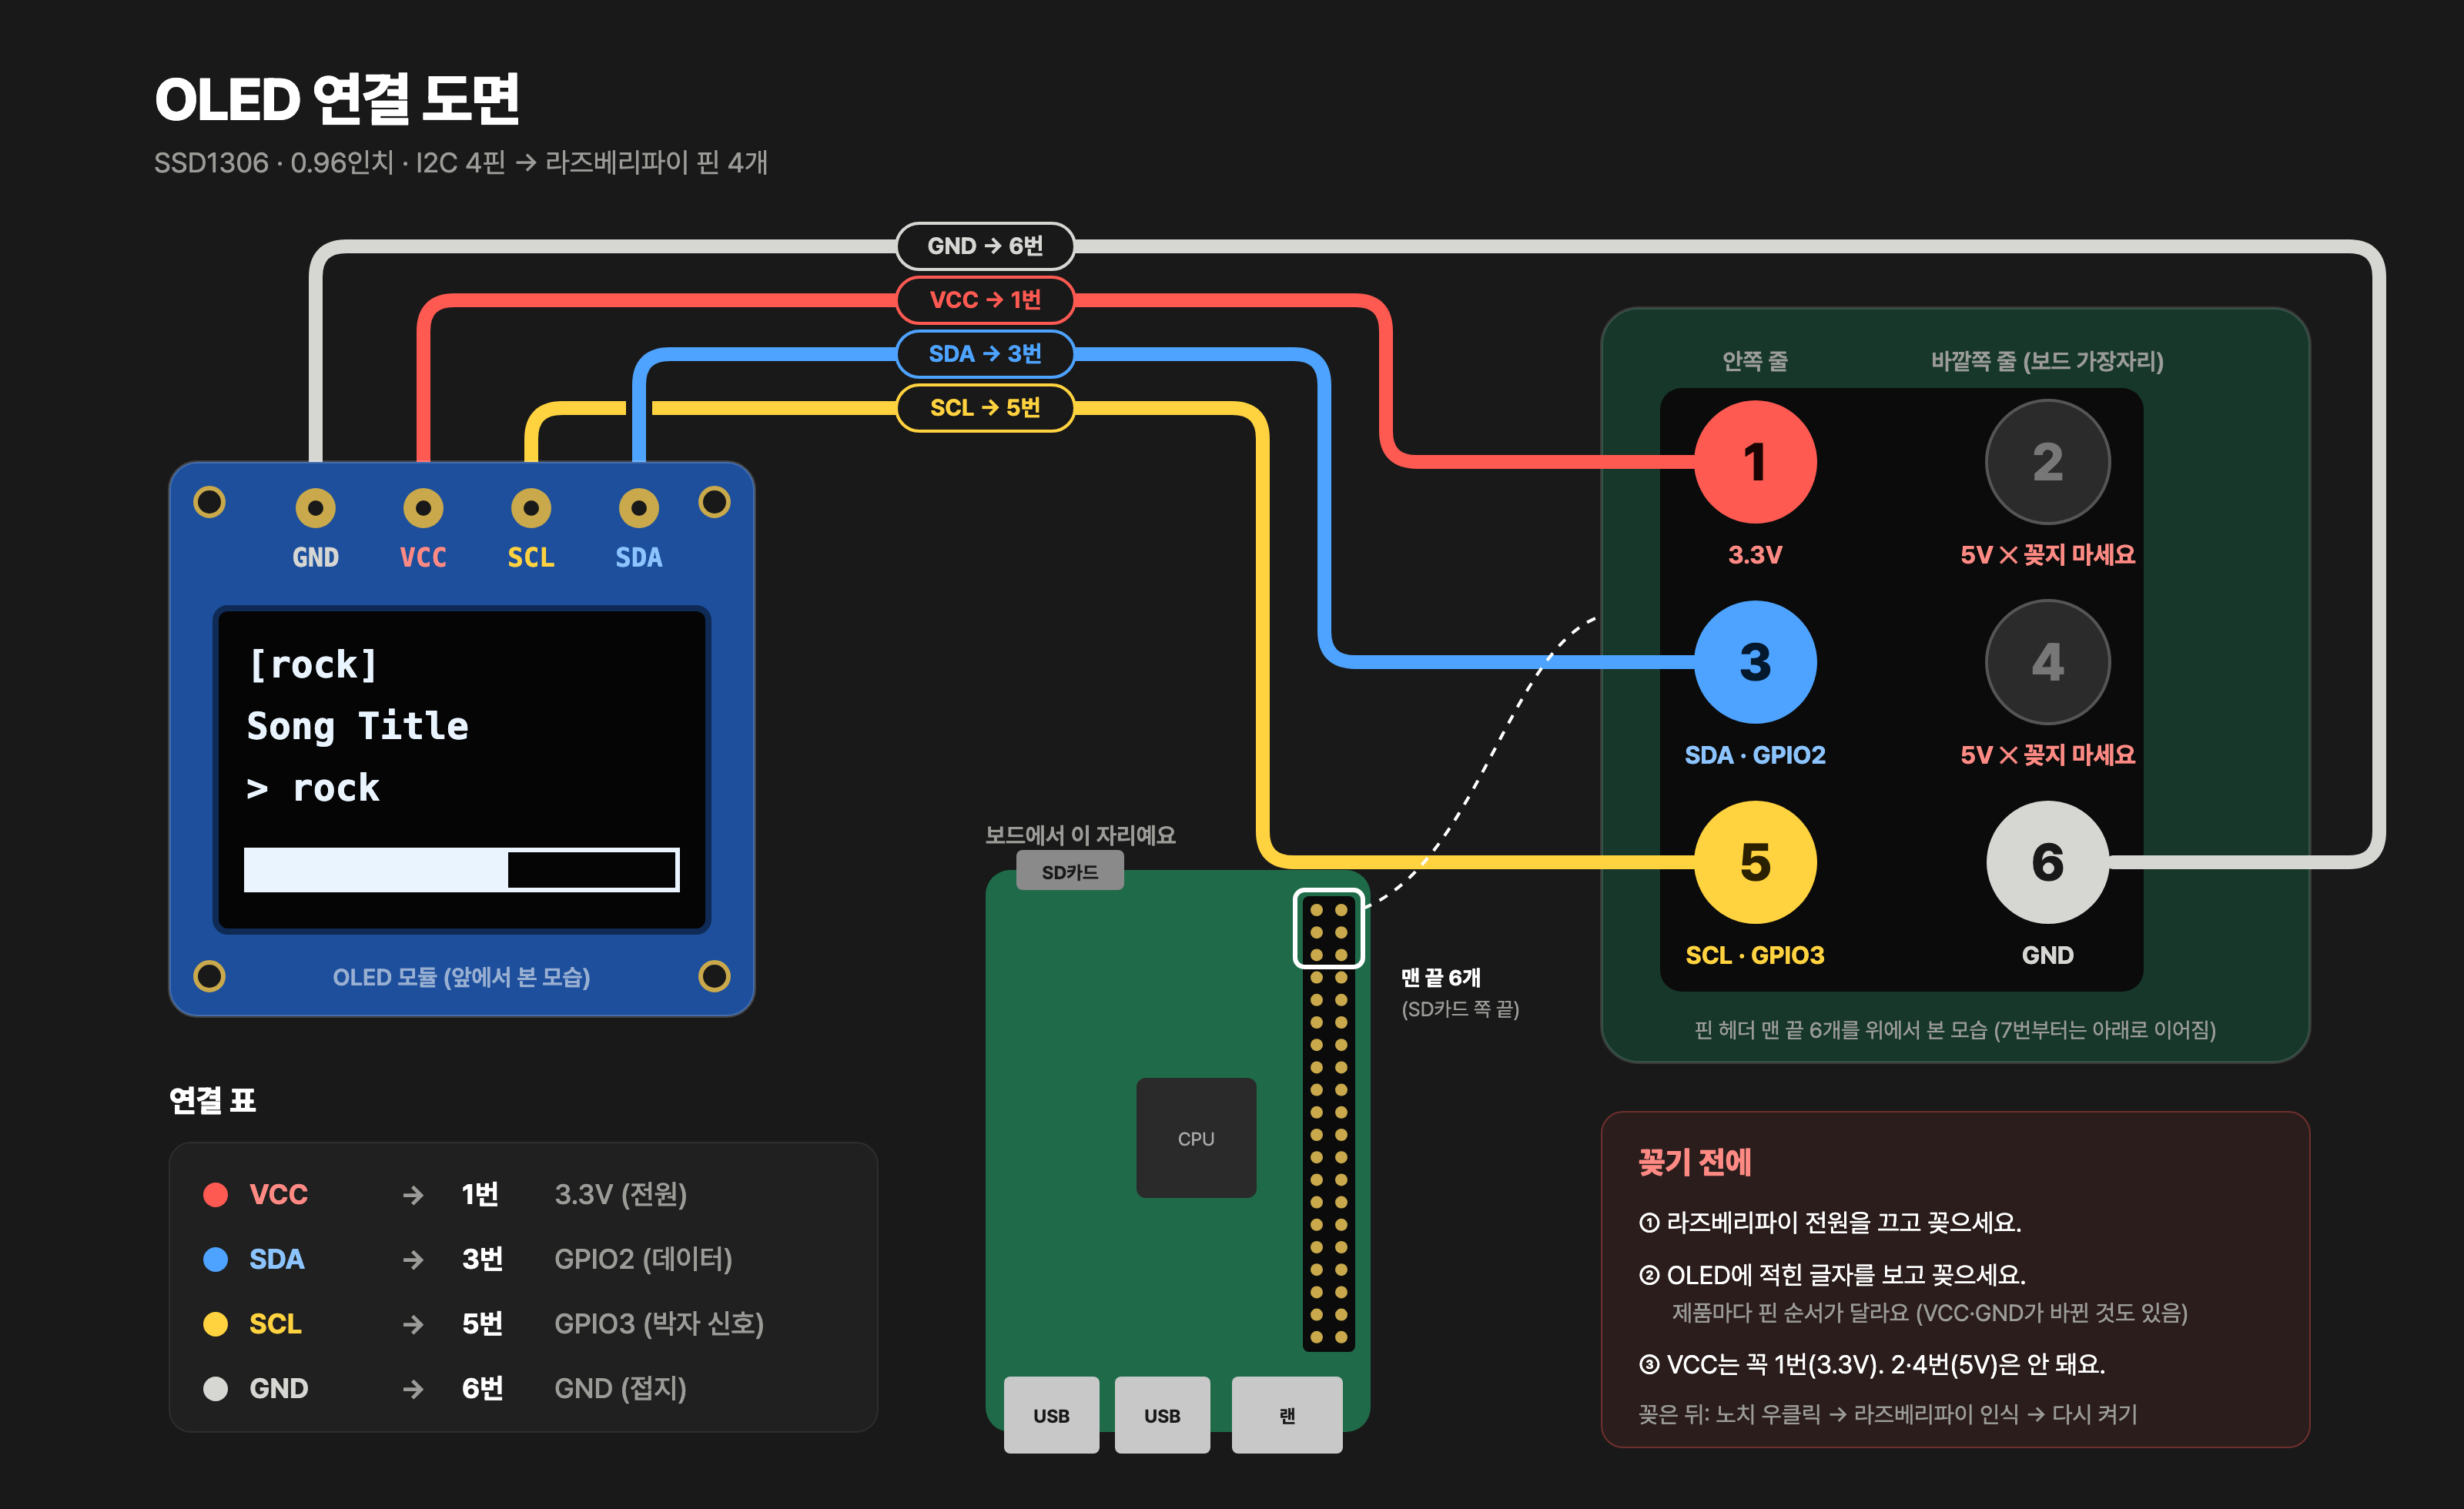 OLED 연결 도면
SSD1306 · 0.96인치 · I2C 4핀 → 라즈베리파이 핀 4개
GND → 6번
VCC → 1번
SDA → 3번
SCL → 5번
GND VCC SCL SDA
[rock]
Song Title
> rock
OLED 모듈 (앞에서 본 모습)
안쪽 줄 바깥쪽 줄 (보드 가장자리)
1 2
3.3V 5V ✕ 꽂지 마세요
3 4
SDA · GPIO2 5V ✕ 꽂지 마세요
5 6
SCL · GPIO3 GND
핀 헤더 맨 끝 6개를 위에서 본 모습 (7번부터는 아래로 이어짐)
보드에서 이 자리예요
SD카드
맨 끝 6개
(SD카드 쪽 끝)
CPU
USB USB 랜
연결 표
VCC → 1번 3.3V (전원)
SDA → 3번 GPIO2 (데이터)
SCL → 5번 GPIO3 (박자 신호)
GND → 6번 GND (접지)
꽂기 전에
① 라즈베리파이 전원을 끄고 꽂으세요.
② OLED에 적힌 글자를 보고 꽂으세요.
제품마다 핀 순서가 달라요 (VCC·GND가 바뀐 것도 있음)
③ VCC는 꼭 1번(3.3V). 2·4번(5V)은 안 돼요.
꽂은 뒤: 노치 우클릭 → 라즈베리파이 인식 → 다시 켜기